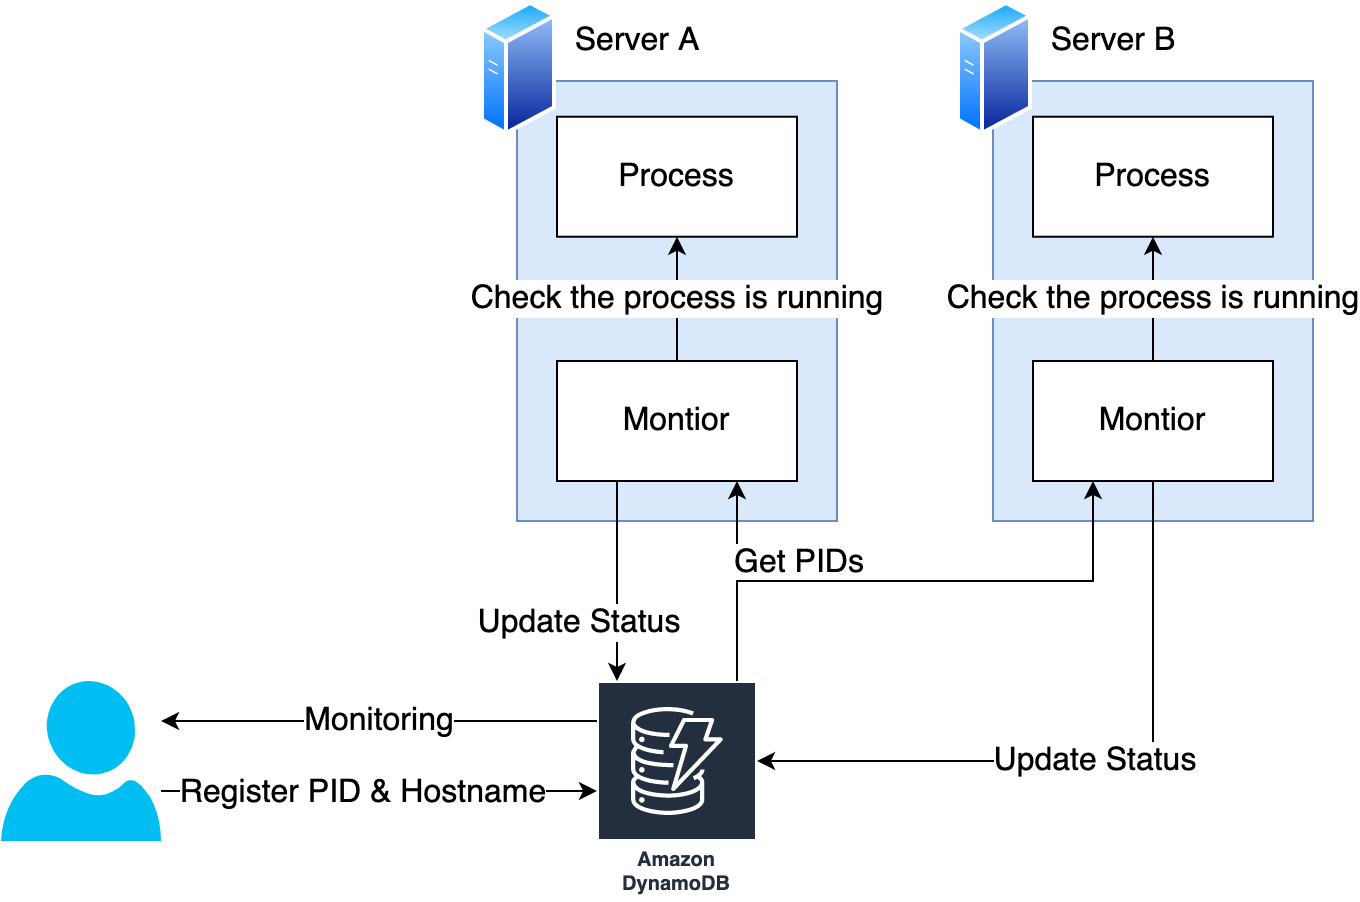 Server A
Server B
Process
Process
Check the process is running
Check the process is running
Montior
Montior
Get PIDs
Update Status
Monitoring
Update Status
Register PID & Hostname
Amazon
DynamoDB